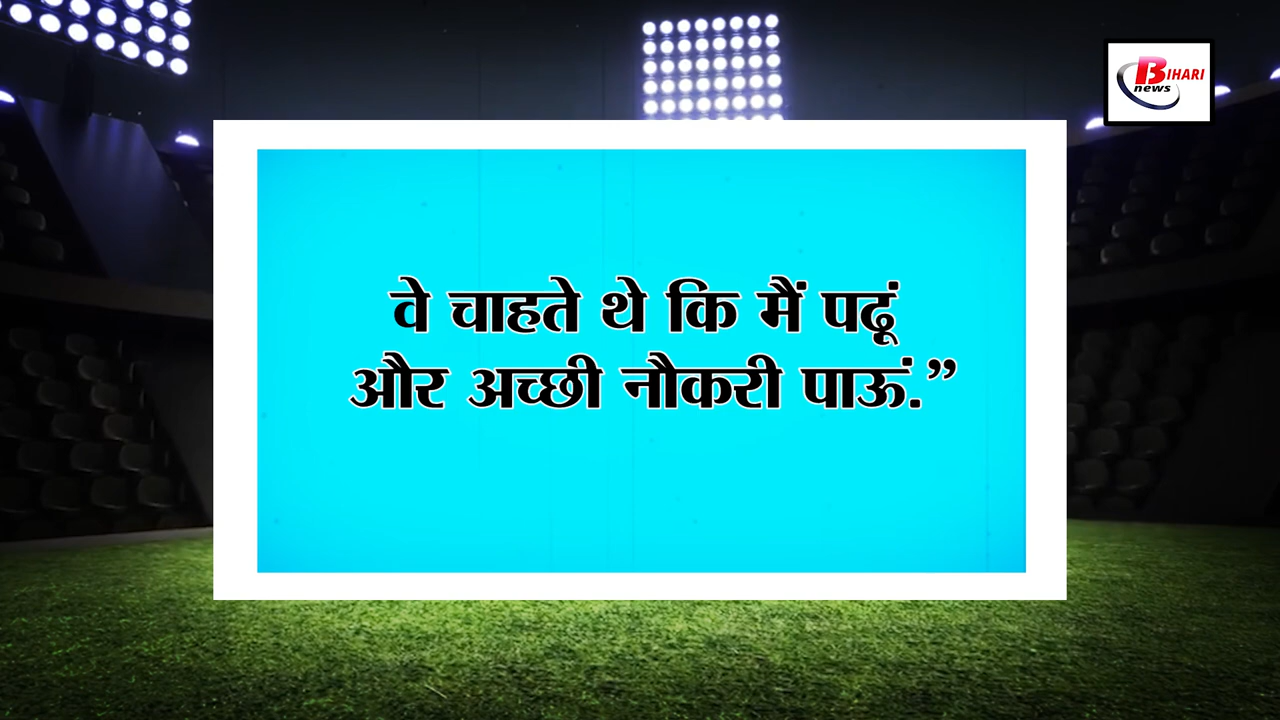 BIHARI
news
वे चाहते थे कि मैं पढूं
और अच्छी नौकरी पाऊं.”